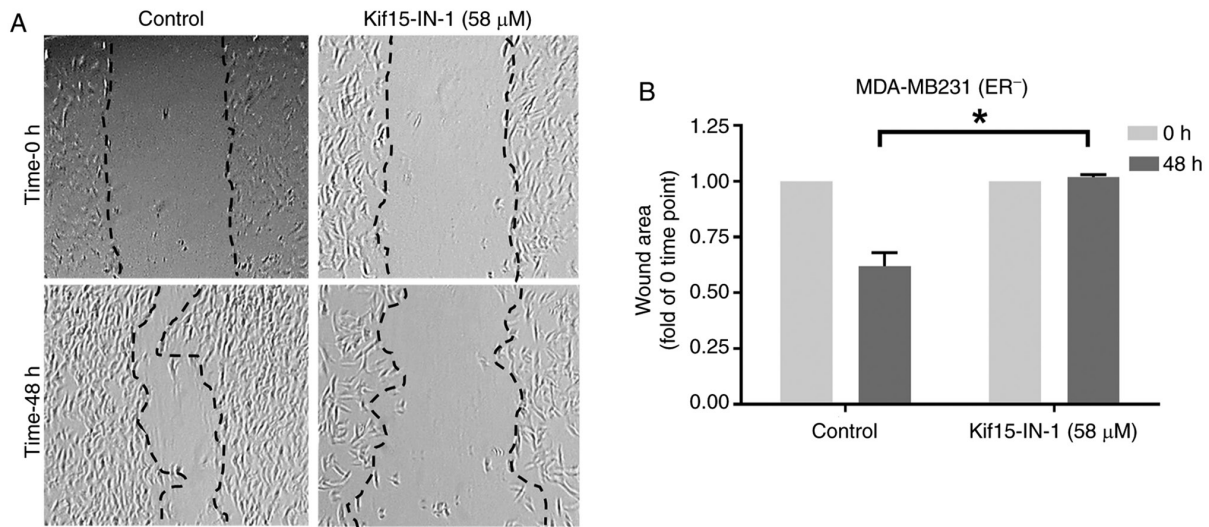 A
Control
Kif15-IN-1 (58 μM)
Time-0 h
Time-48 h
B
MDA-MB231 (ER⁻)
*
0 h
48 h
Wound area
(fold of 0 time point)
1.25
1.00
0.75
0.50
0.25
0.00
Control
Kif15-IN-1 (58 μM)